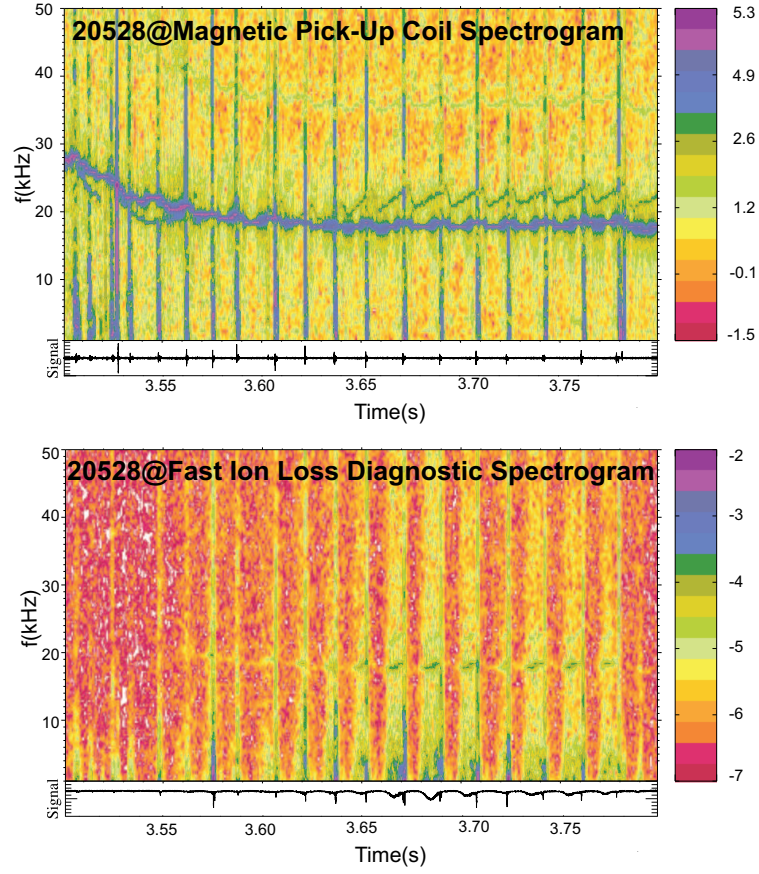 20528@Magnetic Pick-Up Coil Spectrogram
50
40
30
20
10
f(kHz)
5.3
4.9
2.6
1.2
-0.1
-1.5
Signal
3.55 3.60 3.65 3.70 3.75
Time(s)
20528@Fast Ion Loss Diagnostic Spectrogram
50
40
30
20
10
f(kHz)
-2
-3
-4
-5
-6
-7
Signal
3.55 3.60 3.65 3.70 3.75
Time(s)